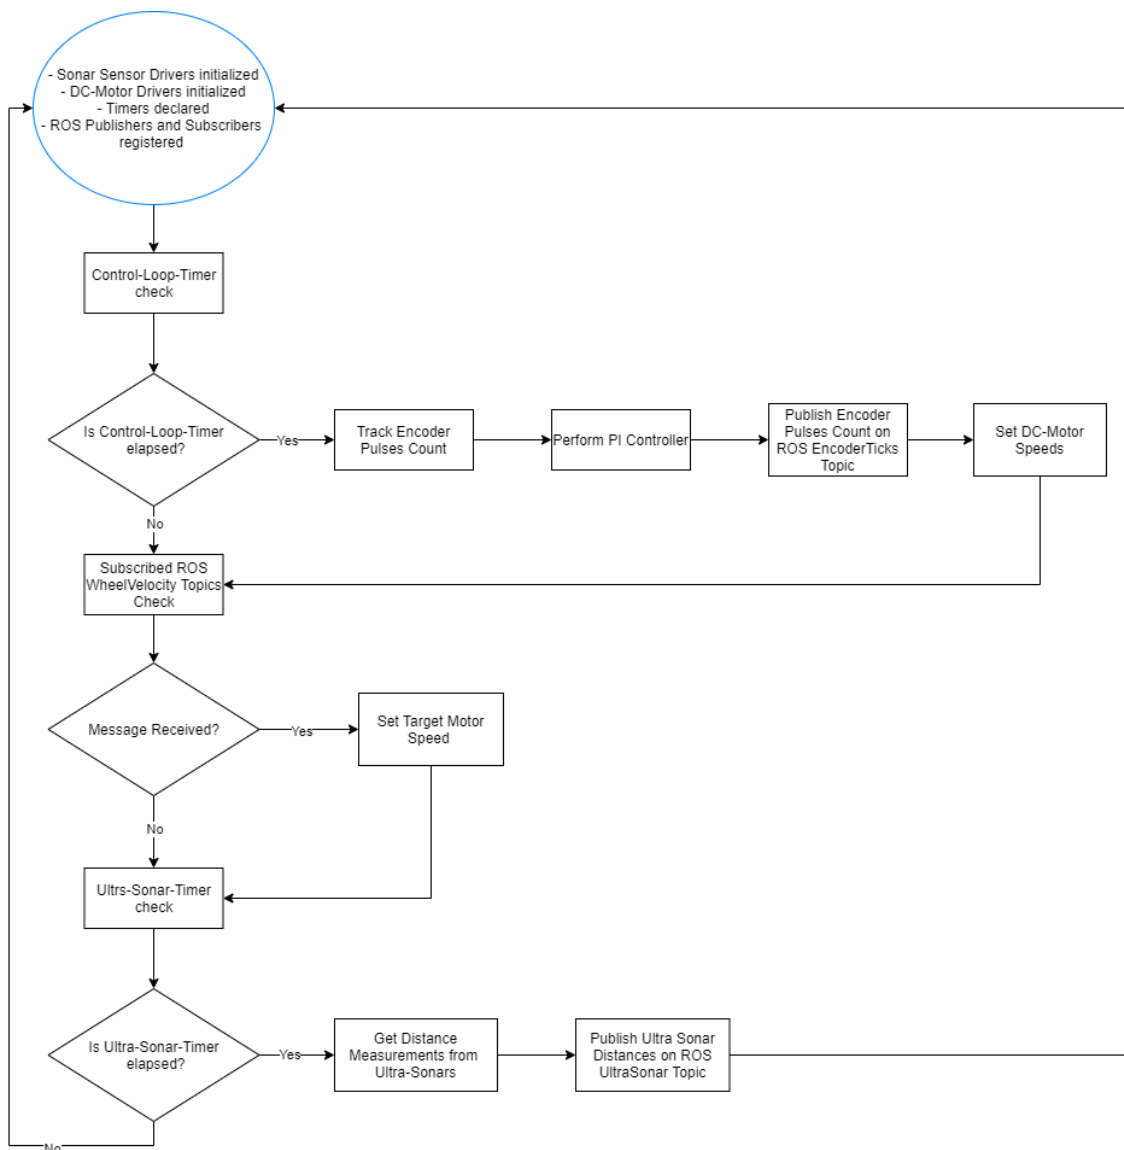 - Sonar Sensor Drivers initialized
- DC-Motor Drivers initialized
- Timers declared
- ROS Publishers and Subscribers
registered
Control-Loop-Timer
check
Is Control-Loop-Timer
elapsed?
Yes
Track Encoder
Pulses Count
Perform PI Controller
Publish Encoder
Pulses Count on
ROS EncoderTicks
Topic
Set DC-Motor
Speeds
No
Subscribed ROS
WheelVelocity Topics
Check
Message Received?
Yes
Set Target Motor
Speed
No
Ultrs-Sonar-Timer
check
Is Ultra-Sonar-Timer
elapsed?
Yes
Get Distance
Measurements from
Ultra-Sonars
Publish Ultra Sonar
Distances on ROS
UltraSonar Topic
No